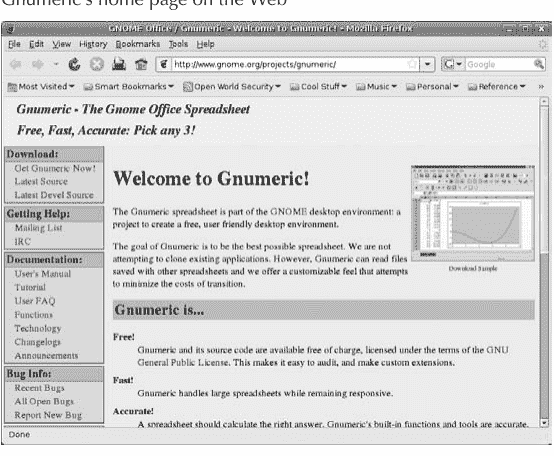 Gnumeric's home page on the Web
GNOME Office / Gnumeric - Welcome to Gnumeric! - Mozilla Firefox
File Edit View History Bookmarks Tools Help
http://www.gnome.org/projects/gnumeric/
Google
Most Visited Smart Bookmarks Open World Security Cool Stuff Music Personal Reference »
Gnumeric - The Gnome Office Spreadsheet
Free, Fast, Accurate: Pick any 3!
Download:
Get Gnumeric Now!
Latest Source
Latest Devel Source
Getting Help:
Mailing List
IRC
Documentation:
User's Manual
Tutorial
User FAQ
Functions
Technology
Changelogs
Announcements
Bug Info:
Recent Bugs
All Open Bugs
Report New Bug
Welcome to Gnumeric!
The Gnumeric spreadsheet is part of the GNOME desktop environment: a
project to create a free, user friendly desktop environment.
The goal of Gnumeric is to be the best possible spreadsheet. We are not
attempting to clone existing applications. However, Gnumeric can read files
saved with other spreadsheets and we offer a customizable feel that attempts
to minimize the costs of transition.
Download Sample
Gnumeric is...
Free!
Gnumeric and its source code are available free of charge, licensed under the terms of the GNU
General Public License. This makes it easy to audit, and make custom extensions.
Fast!
Gnumeric handles large spreadsheets while remaining responsive.
Accurate!
A spreadsheet should calculate the right answer. Gnumeric's built-in functions and tools are accurate.
Done